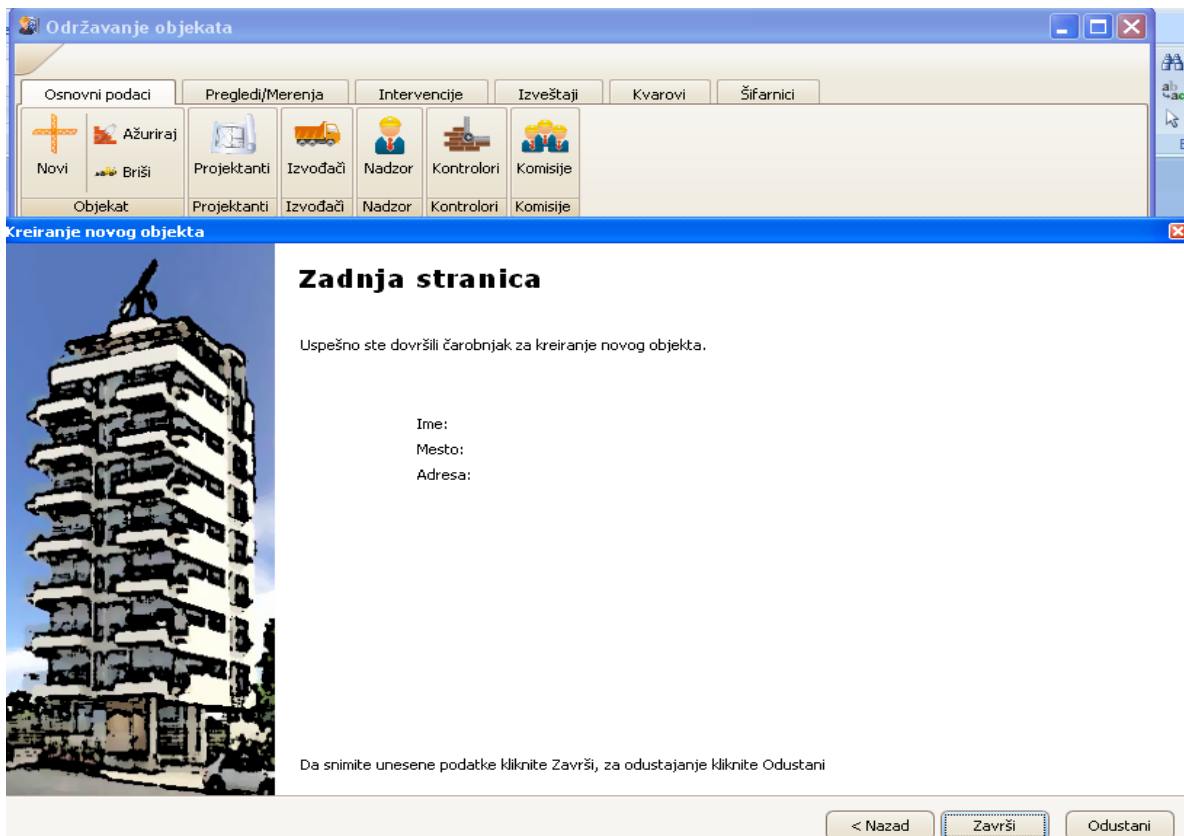 Održavanje objekata
Osnovni podaci Pregledi/Merenja Intervencije Izveštaji Kvarovi Šifarnici
Novi Ažuriraj Briši Projektanti Izvođači Nadzor Kontrolori Komisije
Objekat Projektanti Izvođači Nadzor Kontrolori Komisije
Kreiranje novog objekta
Zadnja stranica
Uspešno ste dovršili čarobnjak za kreiranje novog objekta.
Ime:
Mesto:
Adresa:
Da snimite unesene podatke kliknite Završi, za odustajanje kliknite Odustani
< Nazad Završi Odustani